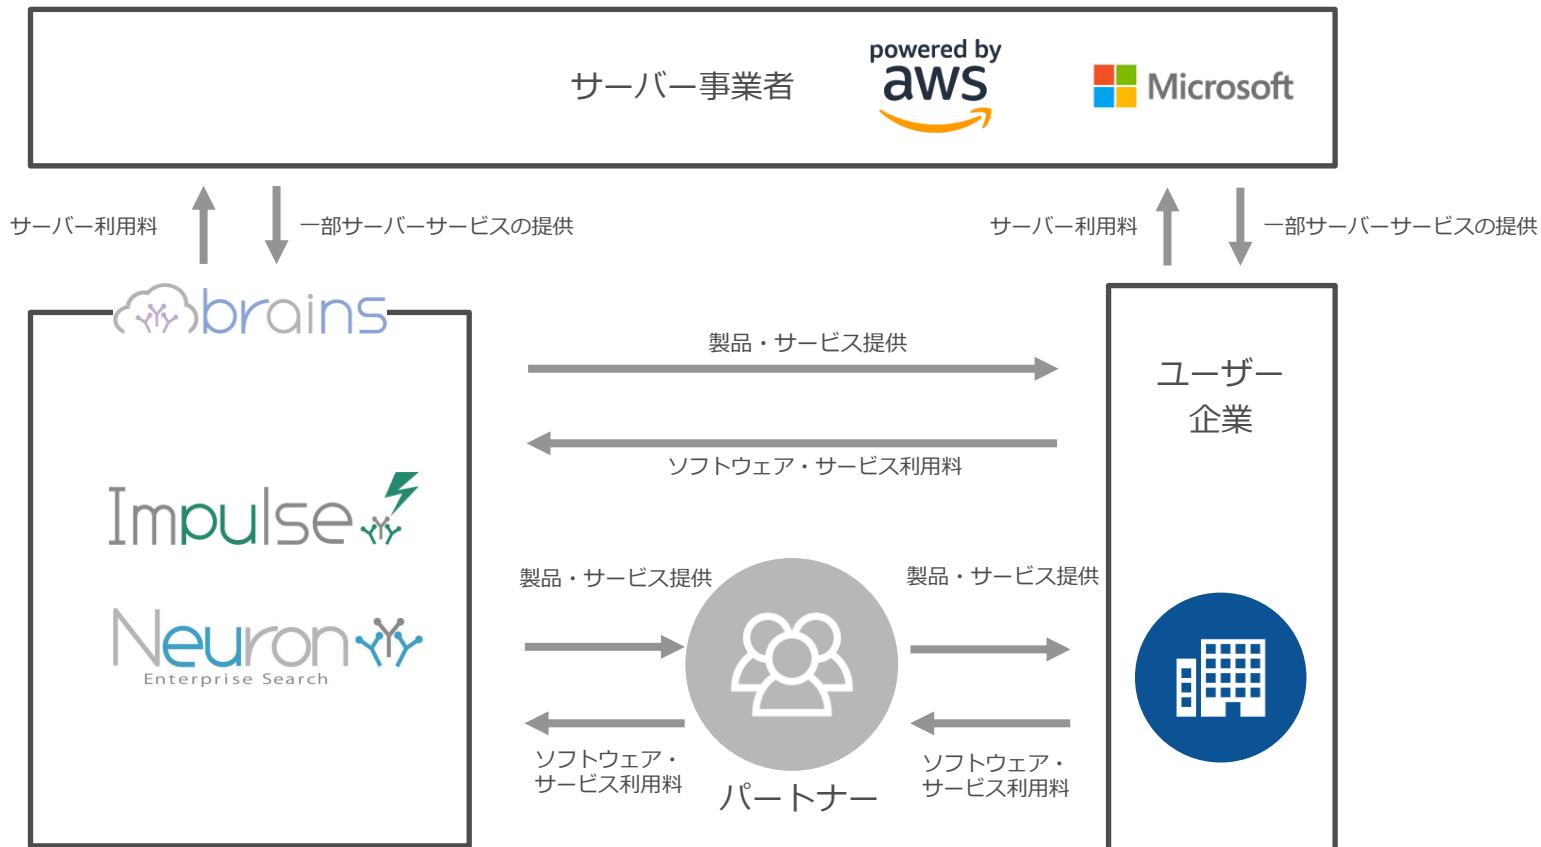 サーバー事業者
powered by
aws
Microsoft
サーバー利用料
一部サーバーサービスの提供
サーバー利用料
一部サーバーサービスの提供
brains
製品・サービス提供
ユーザー
企業
ソフトウェア・サービス利用料
Impulse
製品・サービス提供
製品・サービス提供
Neuron
Enterprise Search
ソフトウェア・
サービス利用料
ソフトウェア・
サービス利用料
パートナー